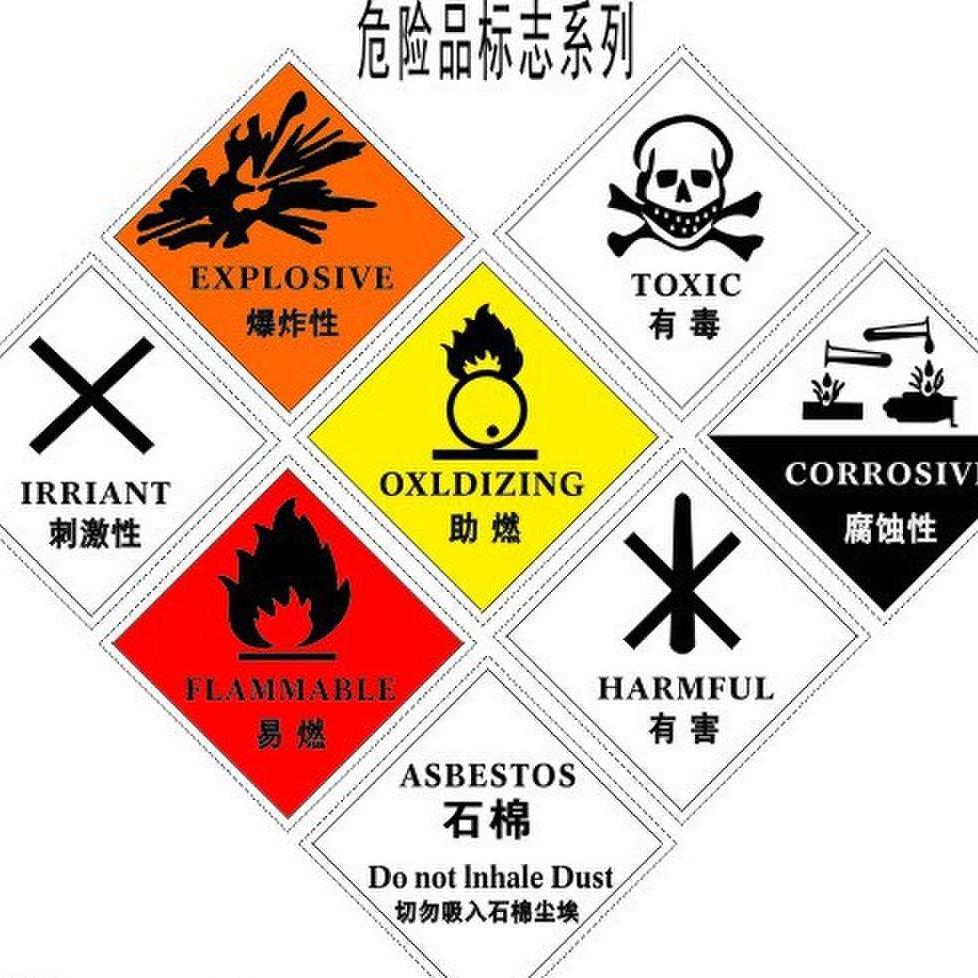 危险品标志系列
EXPLOSIVE
爆炸性
TOXIC
有毒
IRRIANT
刺激性
OXLDIZING
助燃
CORROSIVE
腐蚀性
FLAMMABLE
易燃
HARMFUL
有害
ASBESTOS
石棉
Do not Inhale Dust
切勿吸入石棉尘埃